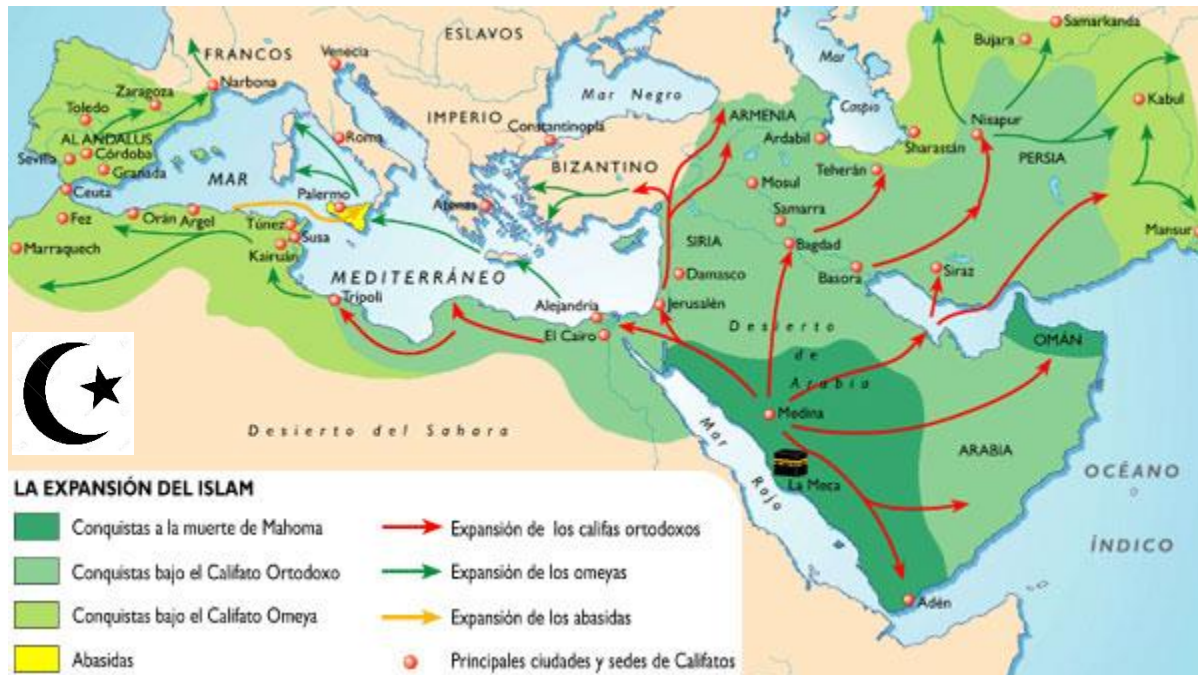 FRANCOS
ESLAVOS
Samarkanda
Bujara
Venecia
Narbona
Zaragoza
Toledo
AL ANDALUS
Sevilla
Córdoba
Granada
Ceuta
MAR
MEDITERRÁNEO
Roma
IMPERIO
BIZANTINO
Constantinopla
Mar Negro
Mar
Caspio
ARMENIA
Ardabil
Sharastán
Nisapur
Kabul
Teherán
PERSIA
Mosul
Samarra
Palermo
Atenas
Fez
Orán
Argel
Túnez
Susa
Kairuán
Marraquech
SIRIA
Bagdad
Mansur
Damasco
Basora
Siraz
Trípoli
Alejandría
Jerusalén
El Cairo
Desierto
de
Arabia
OMÁN
Medina
Desierto del Sahara
Mar
Rojo
La Meca
ARABIA
OCÉANO
ÍNDICO
Adén
LA EXPANSIÓN DEL ISLAM
Conquistas a la muerte de Mahoma
Conquistas bajo el Califato Ortodoxo
Conquistas bajo el Califato Omeya
Abasidas
Expansión de los califas ortodoxos
Expansión de los omeyas
Expansión de los abasidas
Principales ciudades y sedes de Califatos